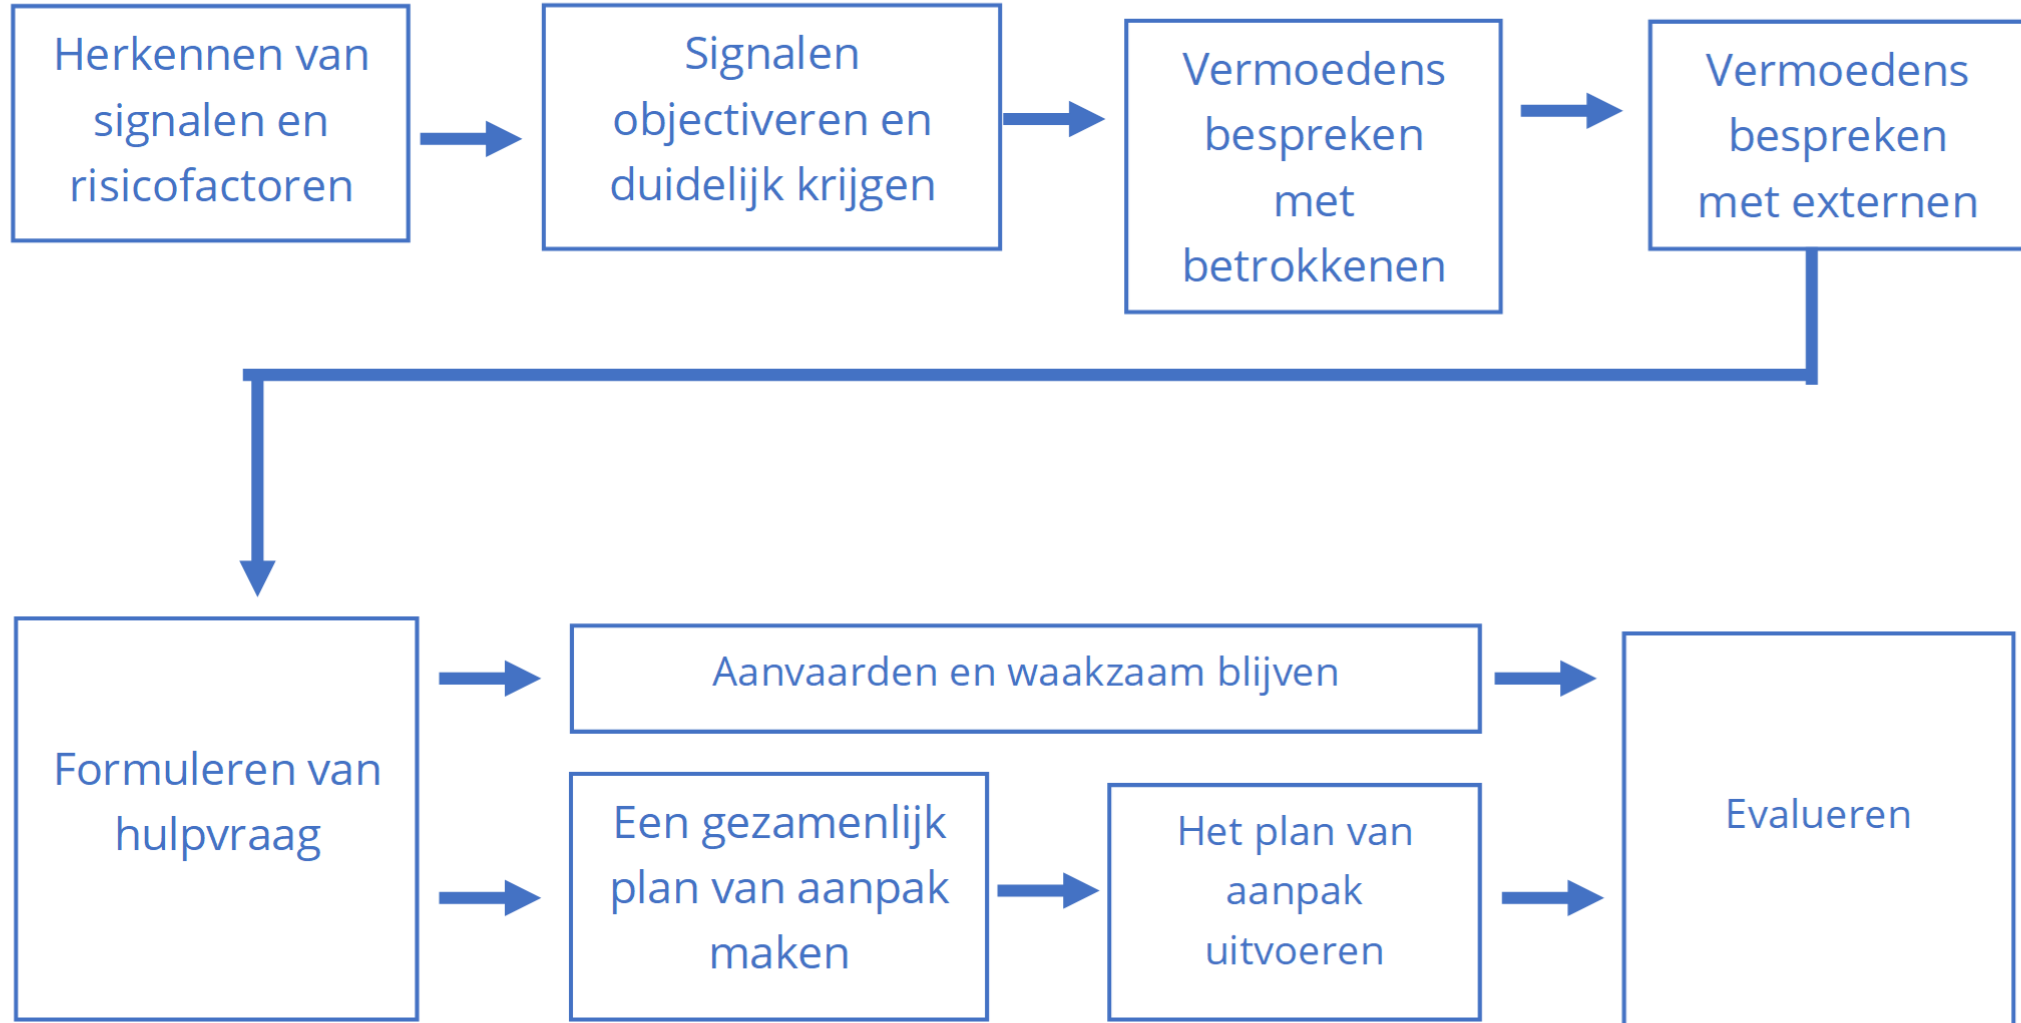 Herkennen van
signalen en
risicofactoren
Signalen
objectiveren en
duidelijk krijgen
Vermoedens
bespreken
met
betrokkenen
Vermoedens
bespreken
met externen
Formuleren van
hulpvraag
Aanvaarden en waakzaam blijven
Een gezamenlijk
plan van aanpak
maken
Het plan van
aanpak
uitvoeren
Evalueren